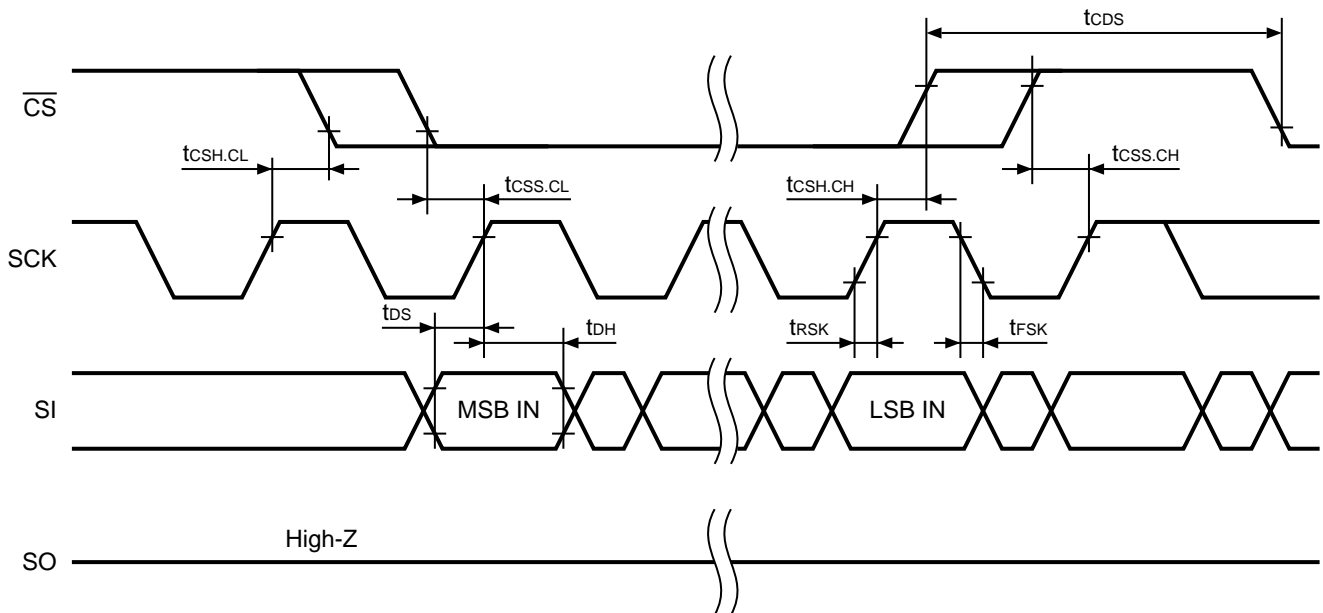 tCDS
CS
tCSH.CL
tCSS.CL
tCSH.CH
tCSS.CH
SCK
tDS
tDH
tRSK
tFSK
SI
MSB IN
LSB IN
High-Z
SO